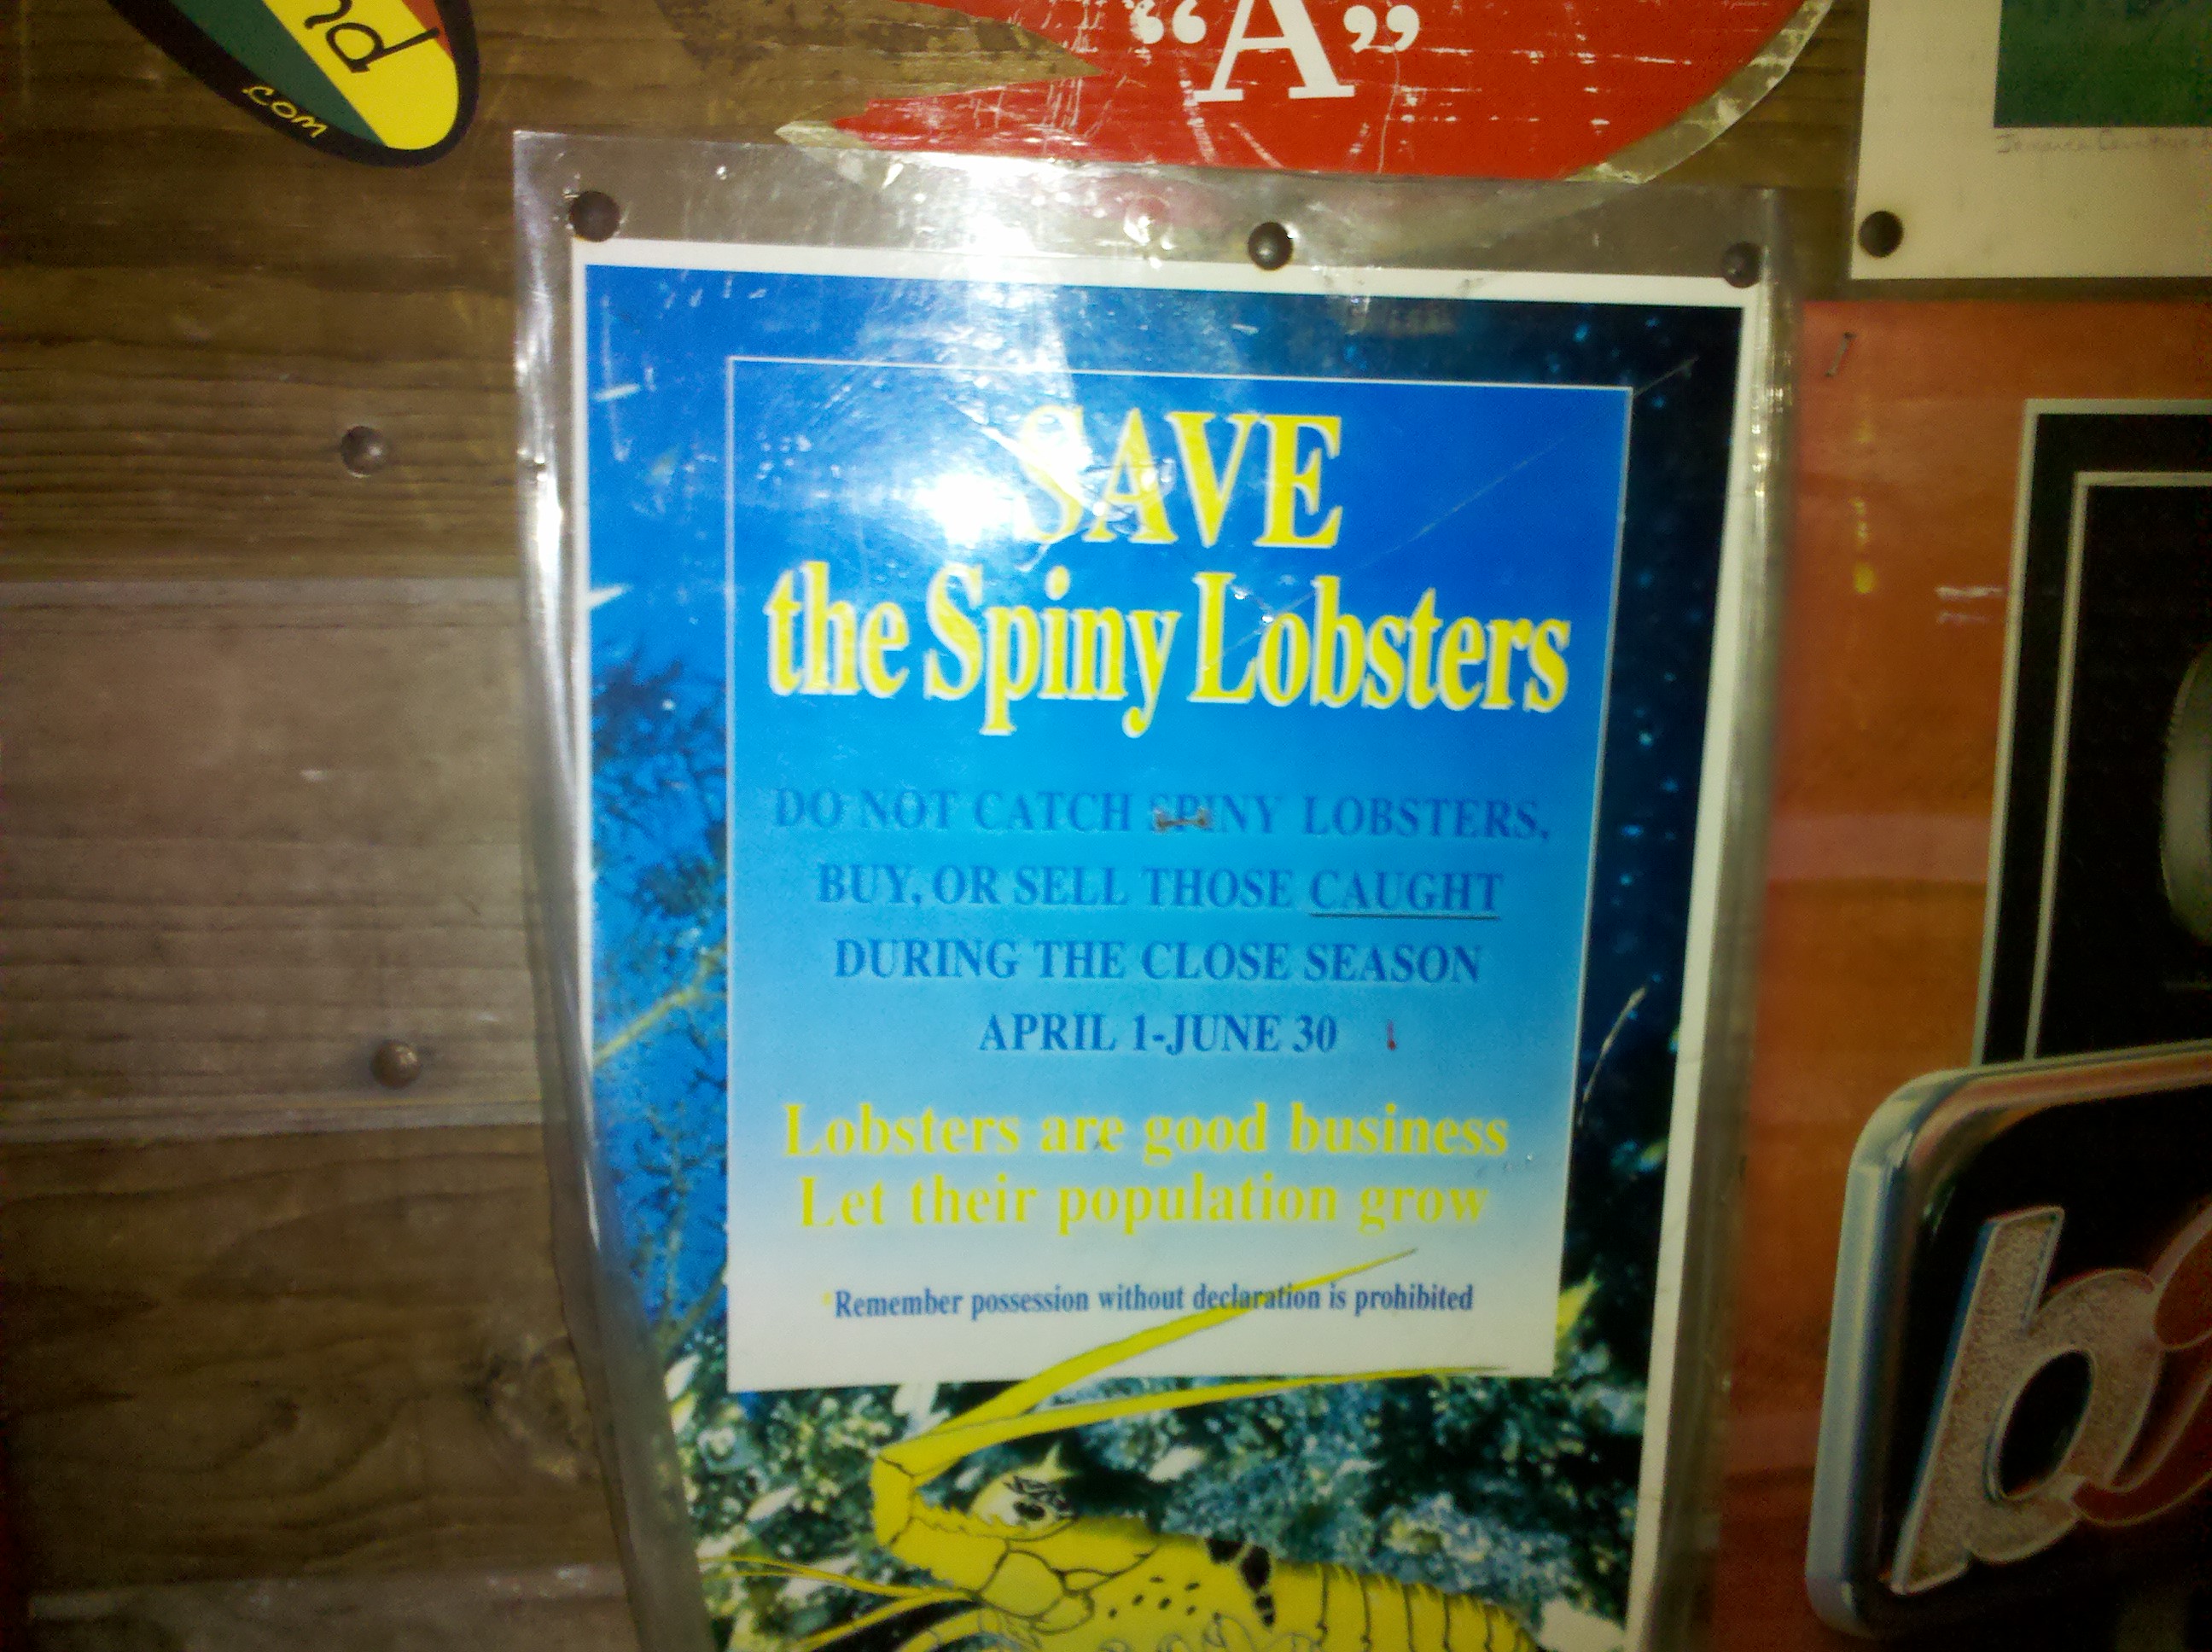 nd
com
"A"
SAVE
the Spiny Lobsters
DO NOT CATCH SPINY LOBSTERS,
BUY, OR SELL THOSE CAUGHT
DURING THE CLOSE SEASON
APRIL 1-JUNE 30
Lobsters are good business
Let their population grow
*Remember possession without declaration is prohibited
b